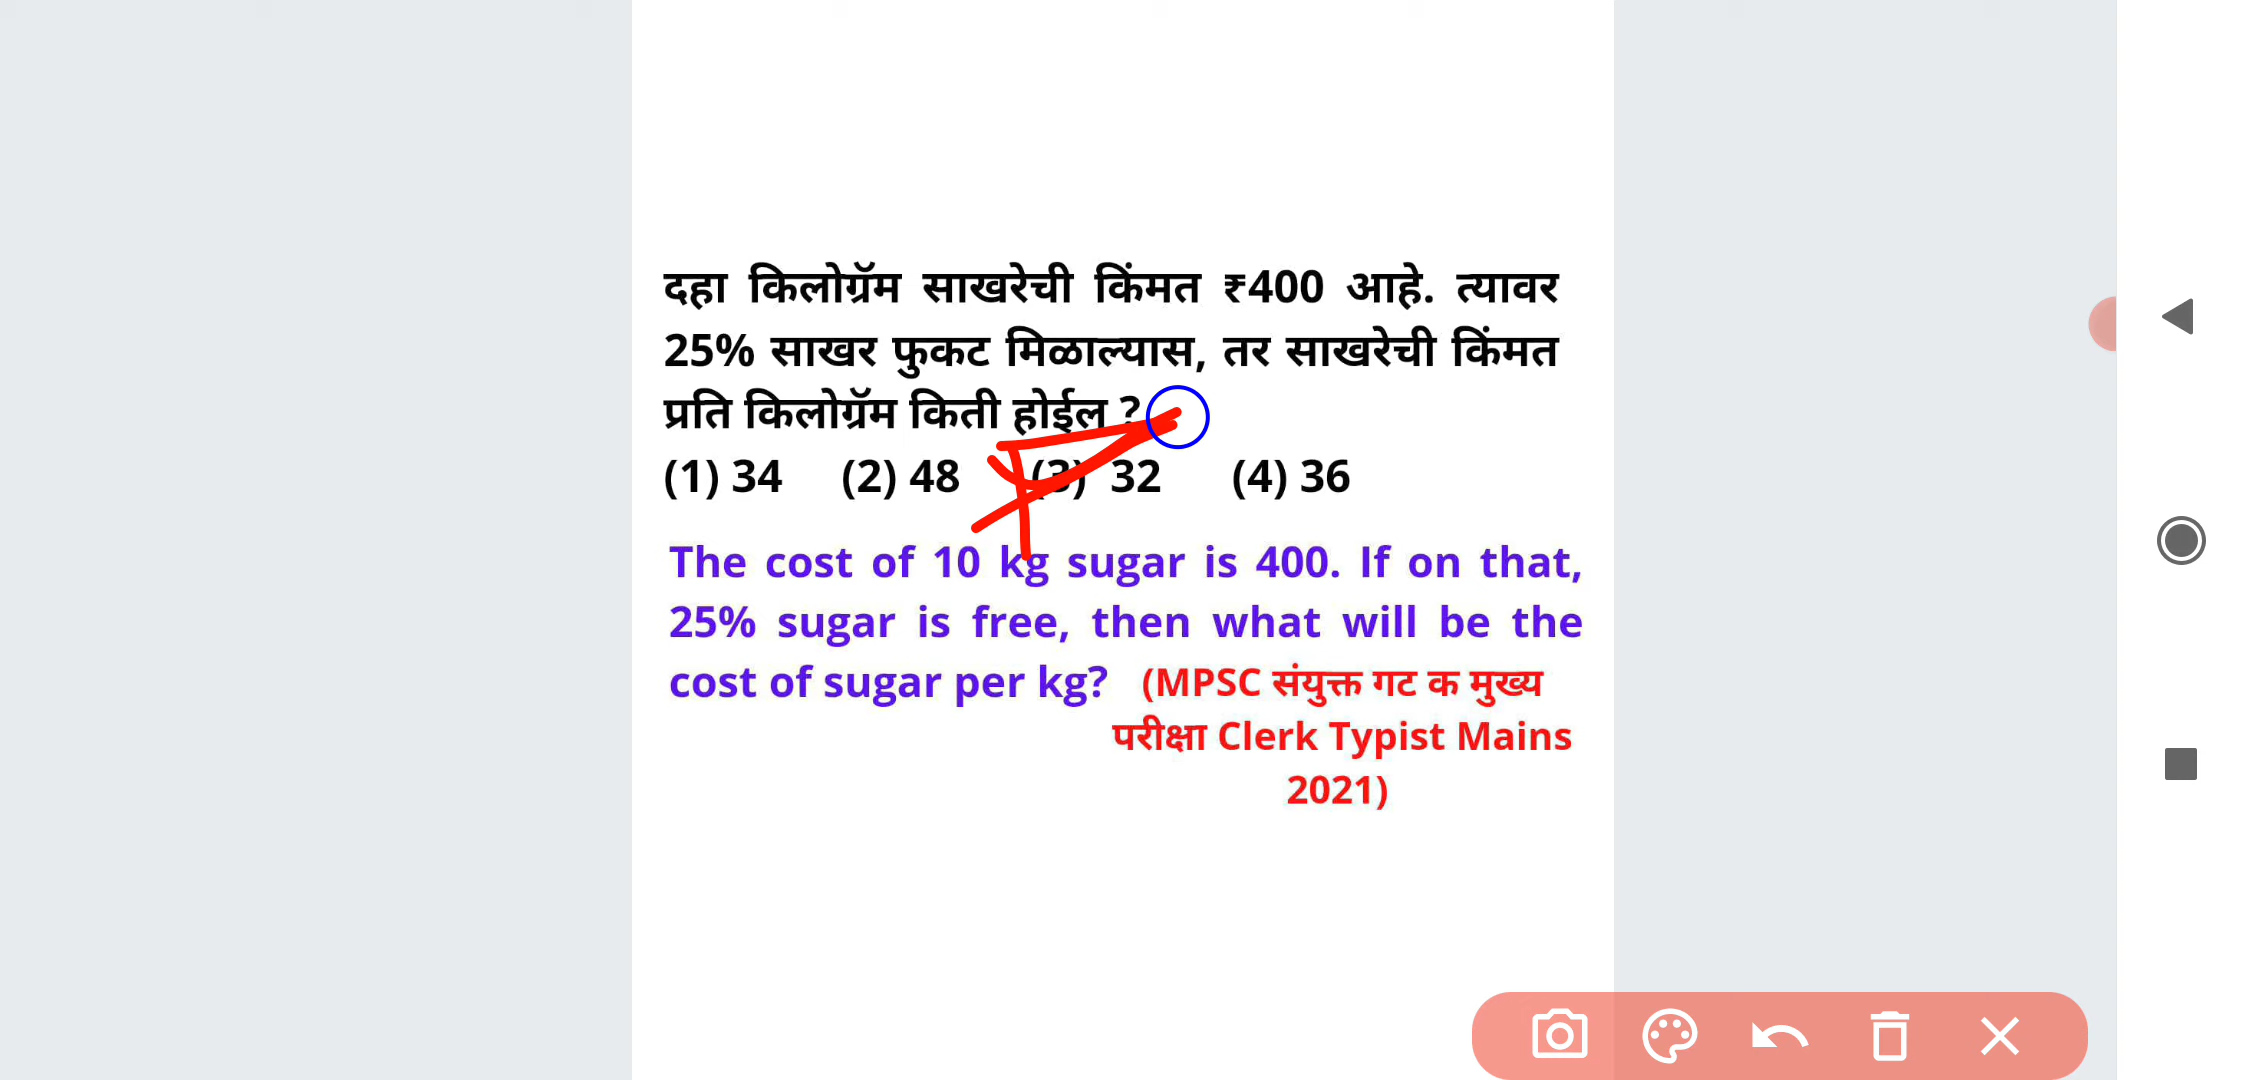 दहा किलोग्रॅम साखरेची किंमत ₹400 आहे. त्यावर
25% साखर फुकट मिळाल्यास, तर साखरेची किंमत
प्रति किलोग्रॅम किती होईल ?
(1) 34 (2) 48 (3) 32 (4) 36
The cost of 10 kg sugar is 400. If on that,
25% sugar is free, then what will be the
cost of sugar per kg? (MPSC संयुक्त गट क मुख्य
परीक्षा Clerk Typist Mains
2021)